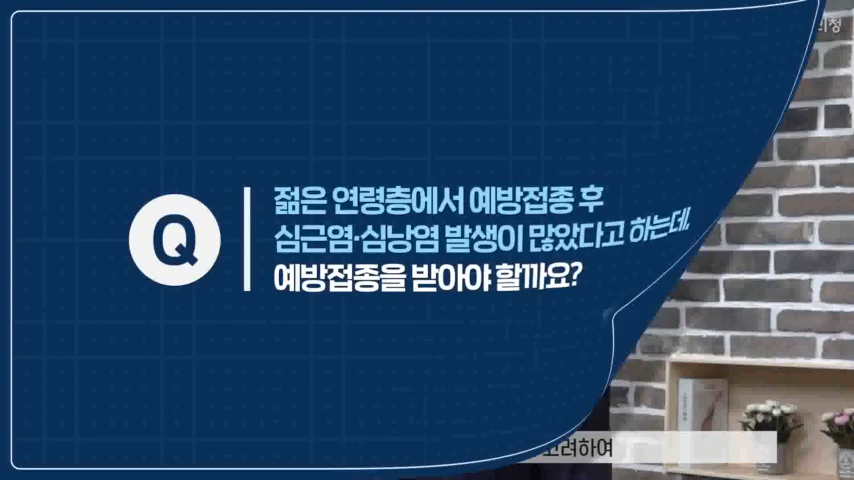 Q
젊은 연령층에서 예방접종 후
심근염·심낭염 발생이 많았다고 하는데,
예방접종을 받아야 할까요?
고려하여